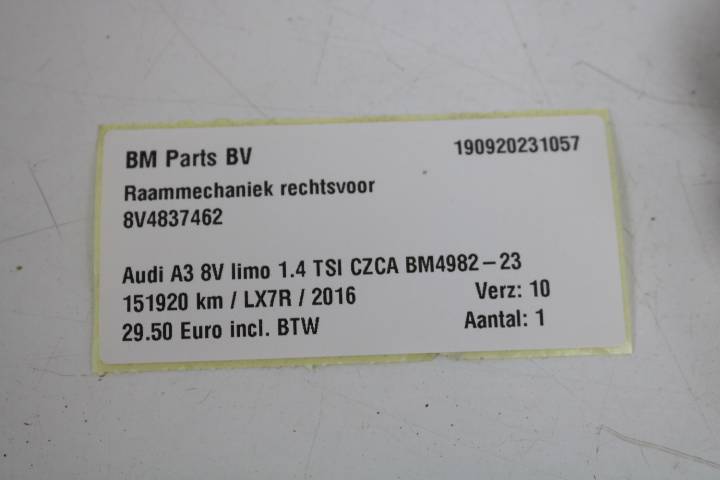 BM Parts BV 190920231057
Raammechaniek rechtsvoor
8V4837462
Audi A3 8V limo 1.4 TSI CZCA BM4982-23
151920 km / LX7R / 2016 Verz: 10
29.50 Euro incl. BTW Aantal: 1